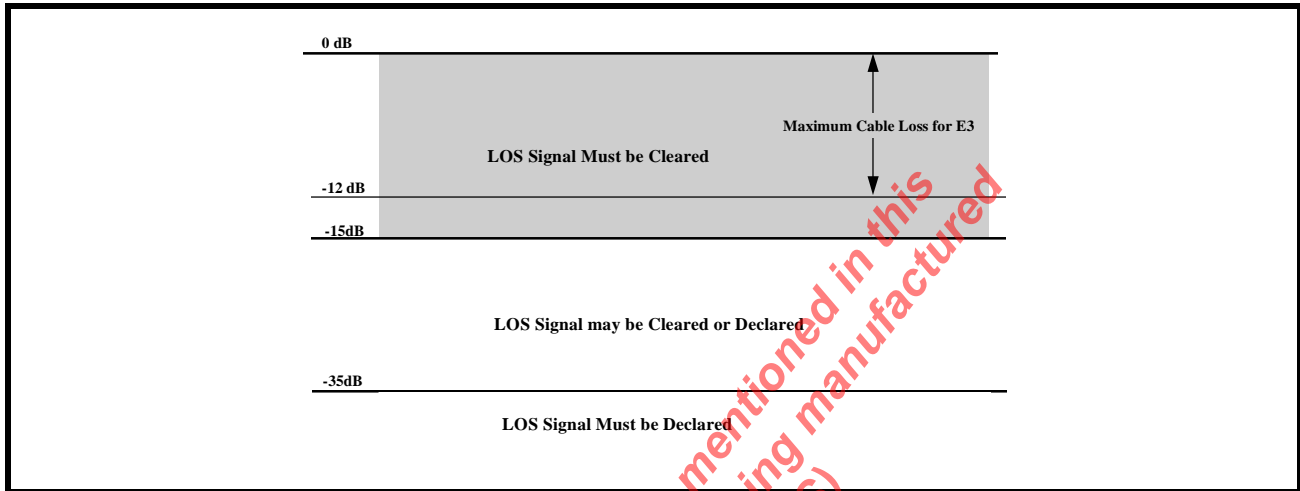 0 dB
Maximum Cable Loss for E3
LOS Signal Must be Cleared
-12 dB
-15dB
LOS Signal may be Cleared or Declared
-35dB
LOS Signal Must be Declared
mentioned in this
ing manufactured